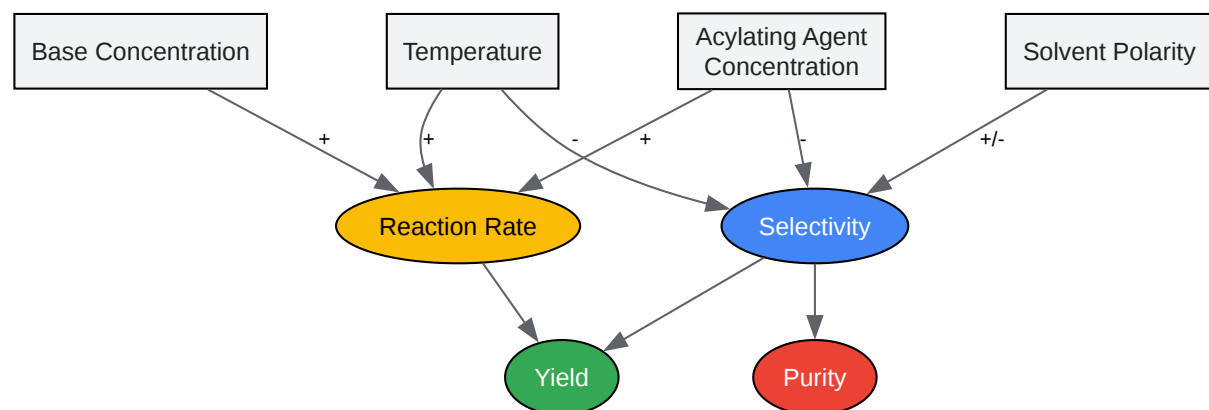 Base Concentration
Temperature
Acylating Agent
Concentration
Solvent Polarity
+
+
-
+
-
+/-
Reaction Rate
Selectivity
Yield
Purity